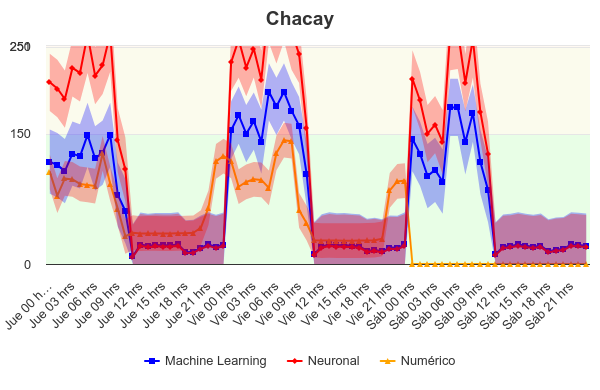 Chacay
250
150
0
Jue 00 h...
Jue 03 hrs
Jue 06 hrs
Jue 09 hrs
Jue 12 hrs
Jue 15 hrs
Jue 18 hrs
Jue 21 hrs
Vie 00 hrs
Vie 03 hrs
Vie 06 hrs
Vie 09 hrs
Vie 12 hrs
Vie 15 hrs
Vie 18 hrs
Vie 21 hrs
Sáb 00 hrs
Sáb 03 hrs
Sáb 06 hrs
Sáb 09 hrs
Sáb 12 hrs
Sáb 15 hrs
Sáb 18 hrs
Sáb 21 hrs
Machine Learning Neuronal Numérico